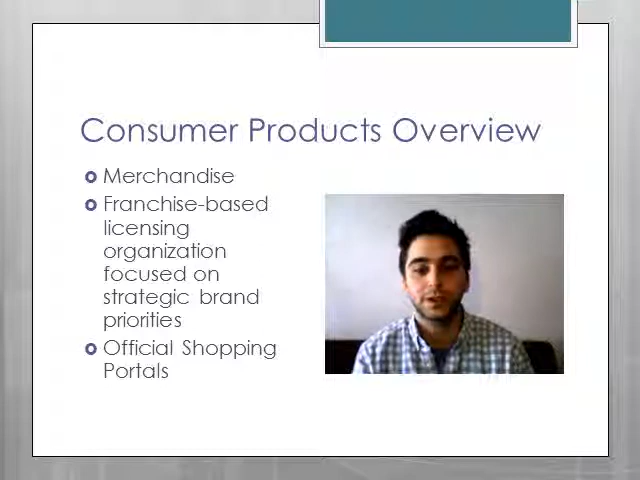 Consumer Products Overview
Merchandise
Franchise-based
licensing
organization
focused on
strategic brand
priorities
Official Shopping
Portals